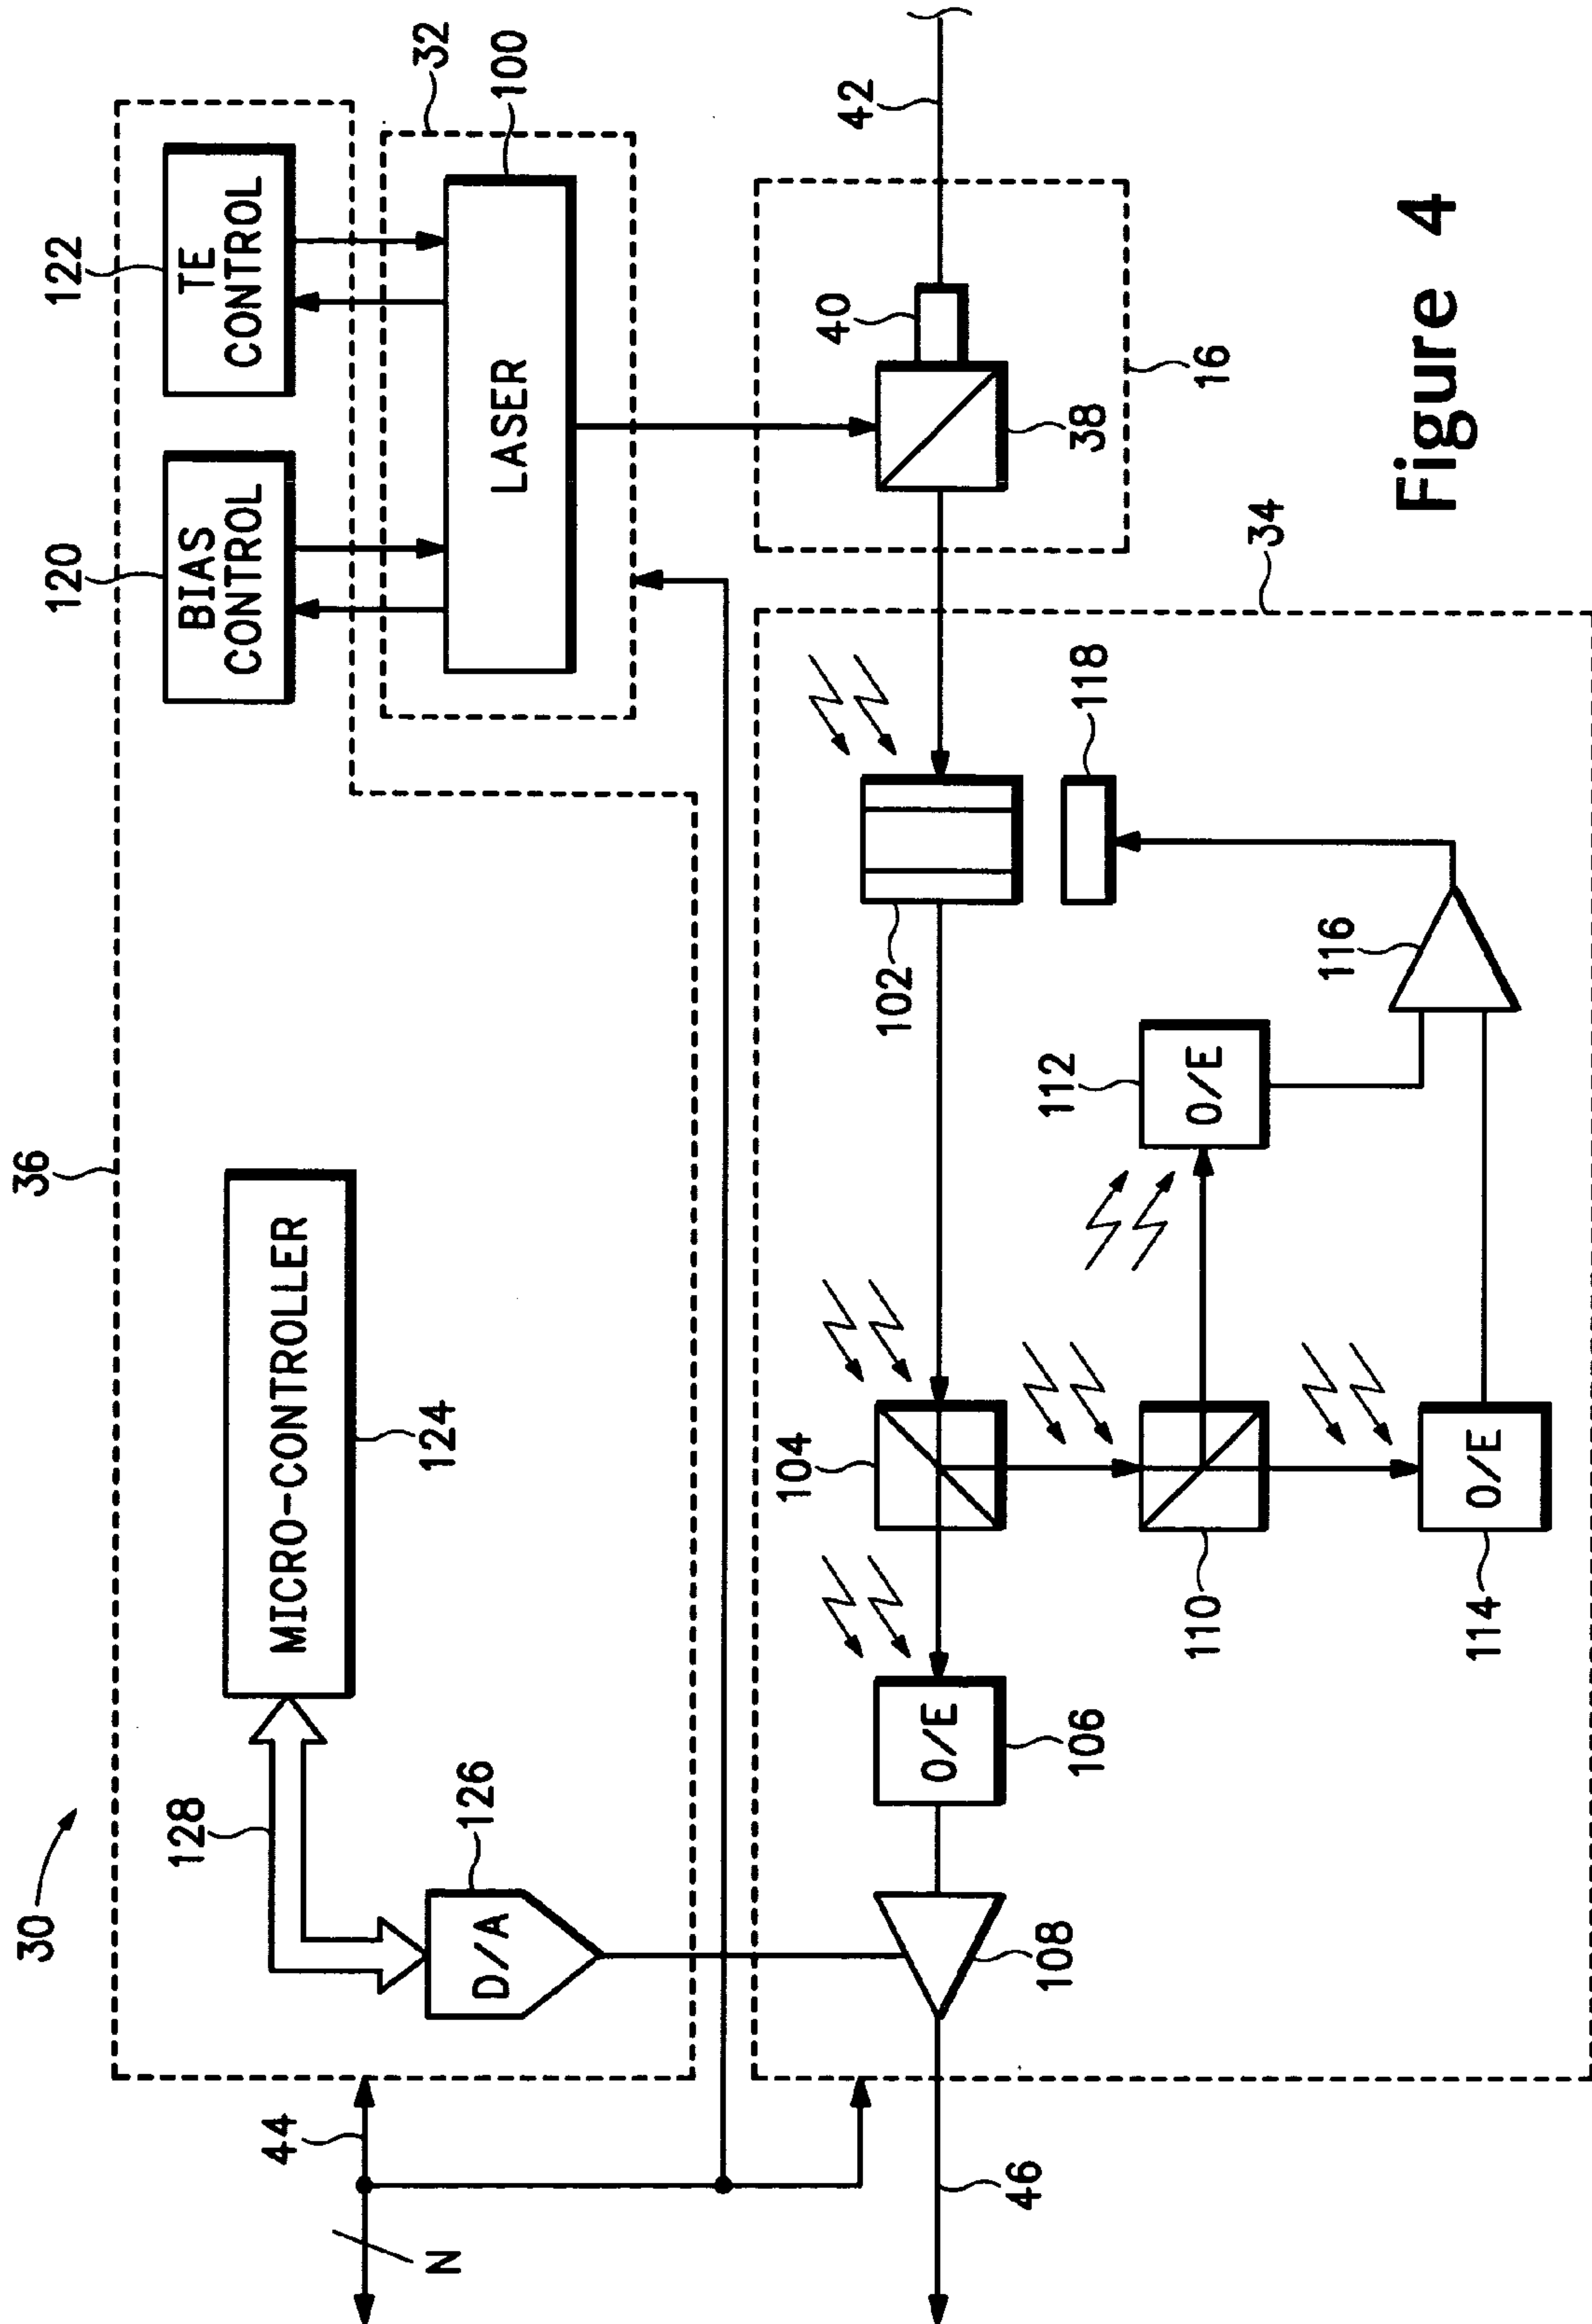 30
36
120
122
BIAS
CONTROL
TE
CONTROL
128
MICRO-CONTROLLER
124
32
44
N
126
D/A
LASER
100
16
40
42
38
34
46
108
O/E
106
104
102
118
110
112
O/E
116
114
O/E
Figure 4